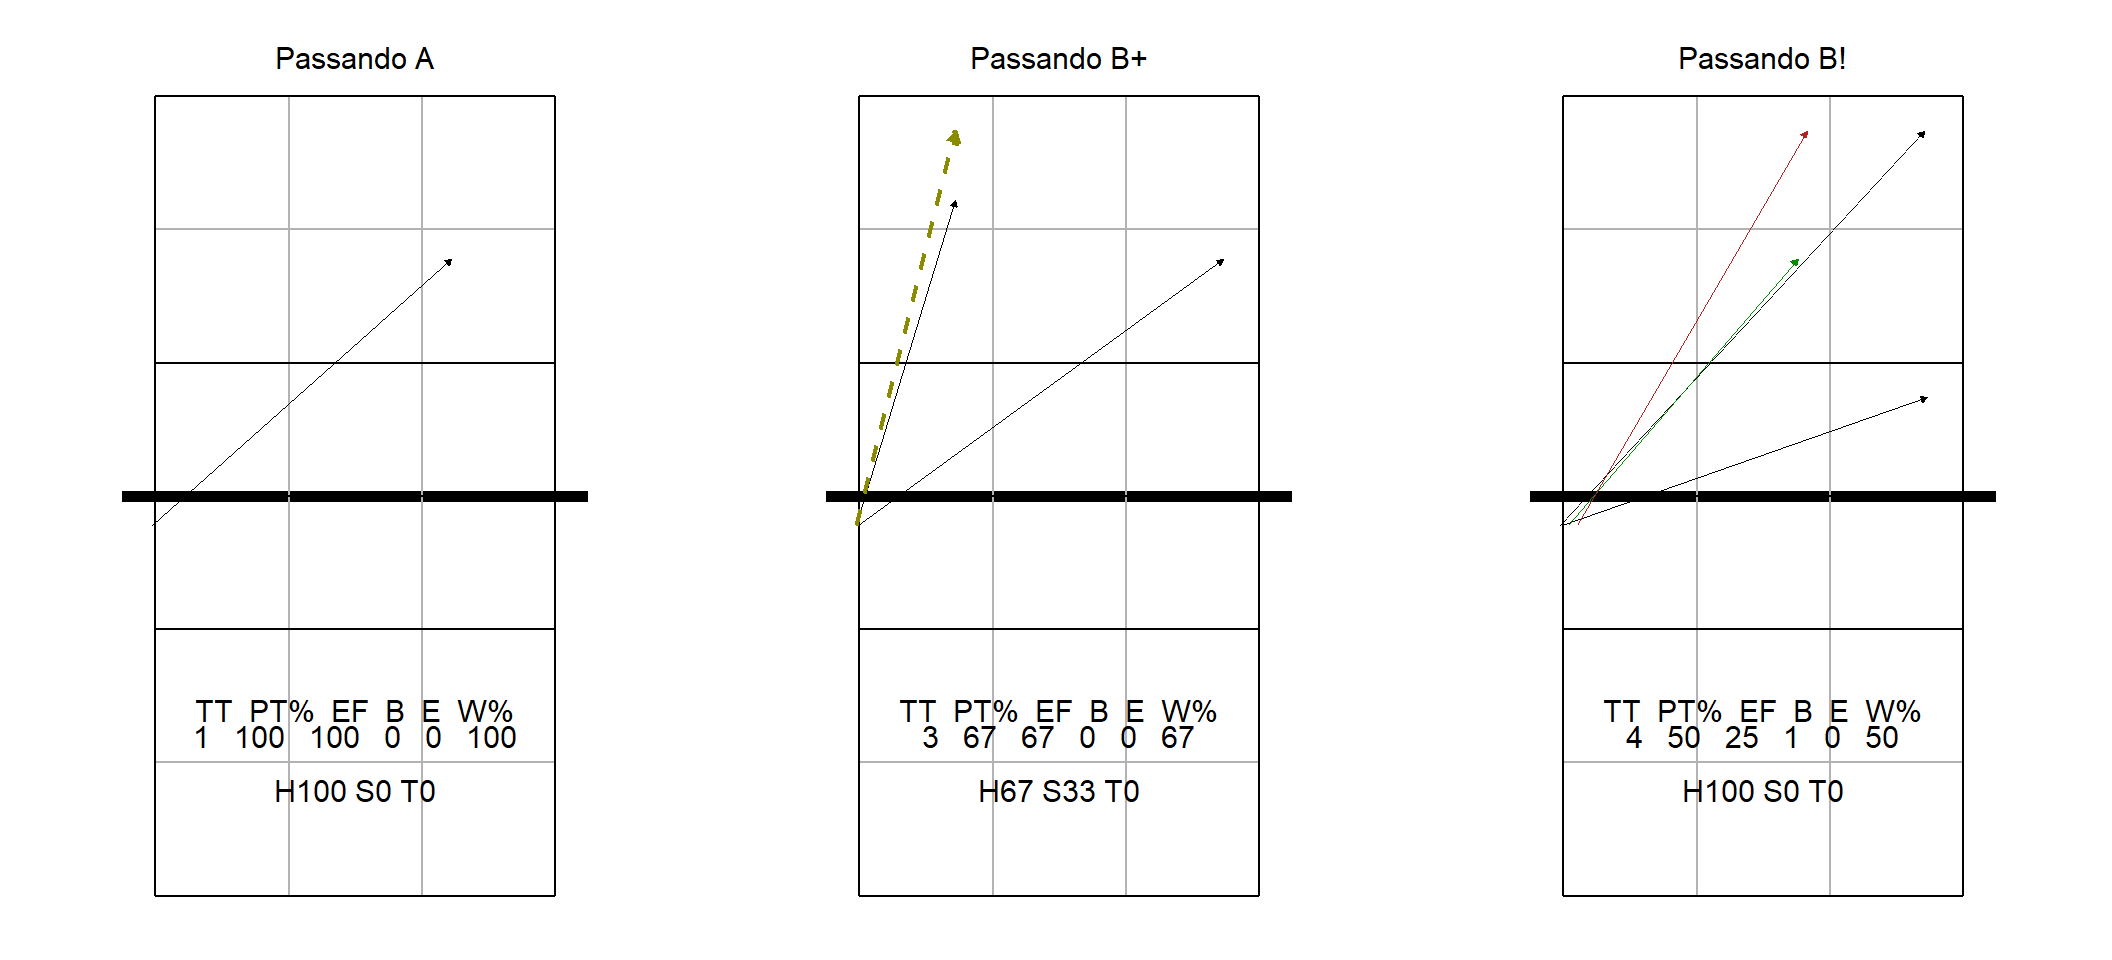 Passando A
TT PT% EF B E W%
1 100 100 0 0 100
H100 S0 T0
Passando B+
TT PT% EF B E W%
3 67 67 0 0 67
H67 S33 T0
Passando B!
TT PT% EF B E W%
4 50 25 1 0 50
H100 S0 T0